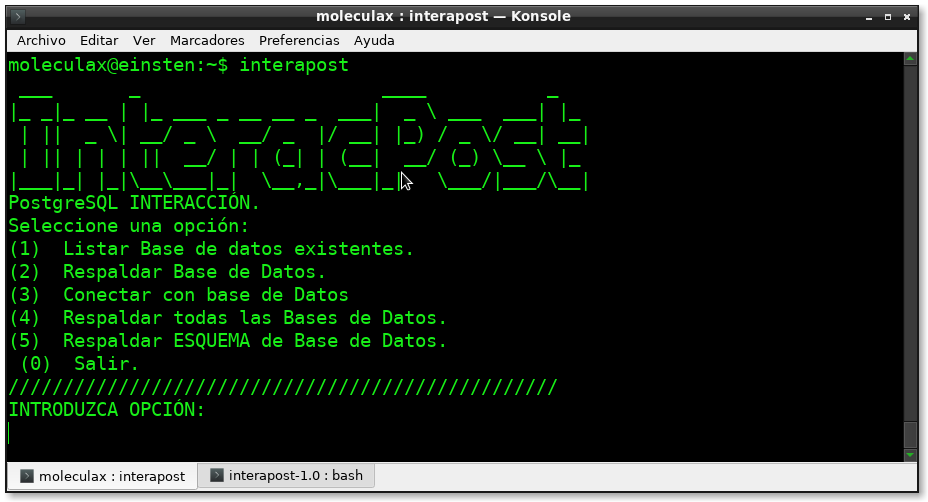 moleculax : interapost — Konsole
Archivo Editar Ver Marcadores Preferencias Ayuda
moleculax@einsten:~$ interapost
InteracPost
PostgreSQL INTERACCIÓN.
Seleccione una opción:
(1)  Listar Base de datos existentes.
(2)  Respaldar Base de Datos.
(3)  Conectar con base de Datos
(4)  Respaldar todas las Bases de Datos.
(5)  Respaldar ESQUEMA de Base de Datos.
(0)  Salir.
//////////////////////////////////////////////////
INTRODUZCA OPCIÓN:
moleculax : interapost
interapost-1.0 : bash